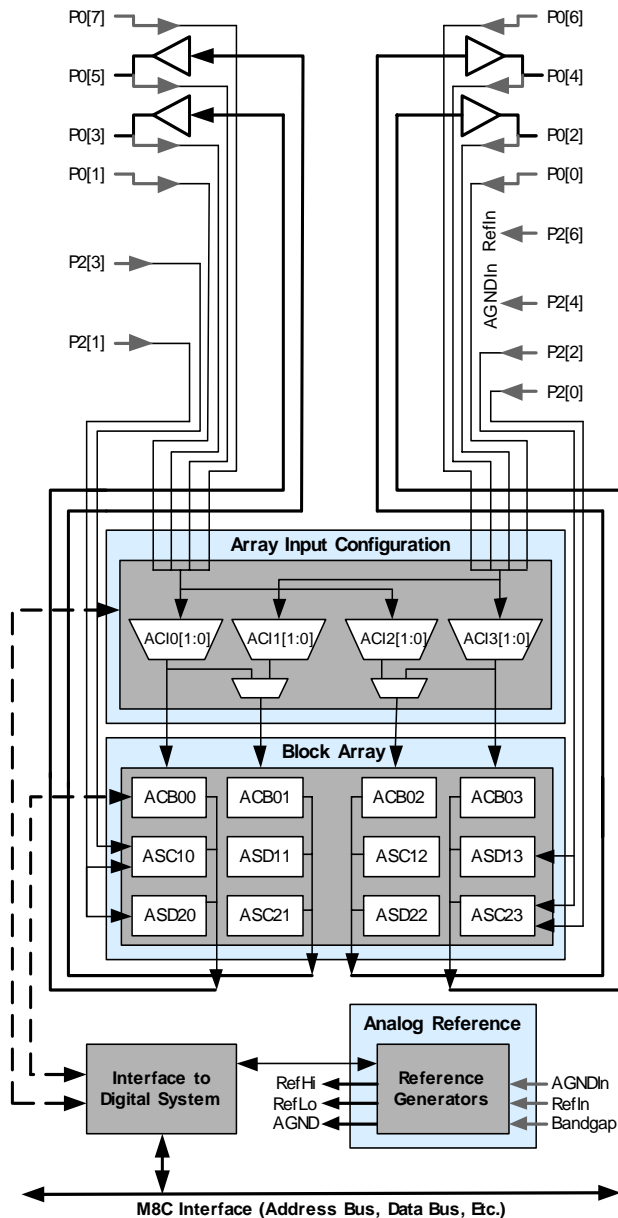 P0[7]
P0[6]
P0[5]
P0[4]
P0[3]
P0[2]
P0[1]
P0[0]
P2[6]
RefIn
P2[3]
AGNDIn
P2[4]
P2[1]
P2[2]
P2[0]
Array Input Configuration
ACI0[1:0]
ACI1[1:0]
ACI2[1:0]
ACI3[1:0]
Block Array
ACB00
ACB01
ACB02
ACB03
ASC10
ASD11
ASC12
ASD13
ASD20
ASC21
ASD22
ASC23
Analog Reference
Interface to
Digital System
RefHi
RefLo
AGND
Reference
Generators
AGNDIn
RefIn
Bandgap
M8C Interface (Address Bus, Data Bus, Etc.)